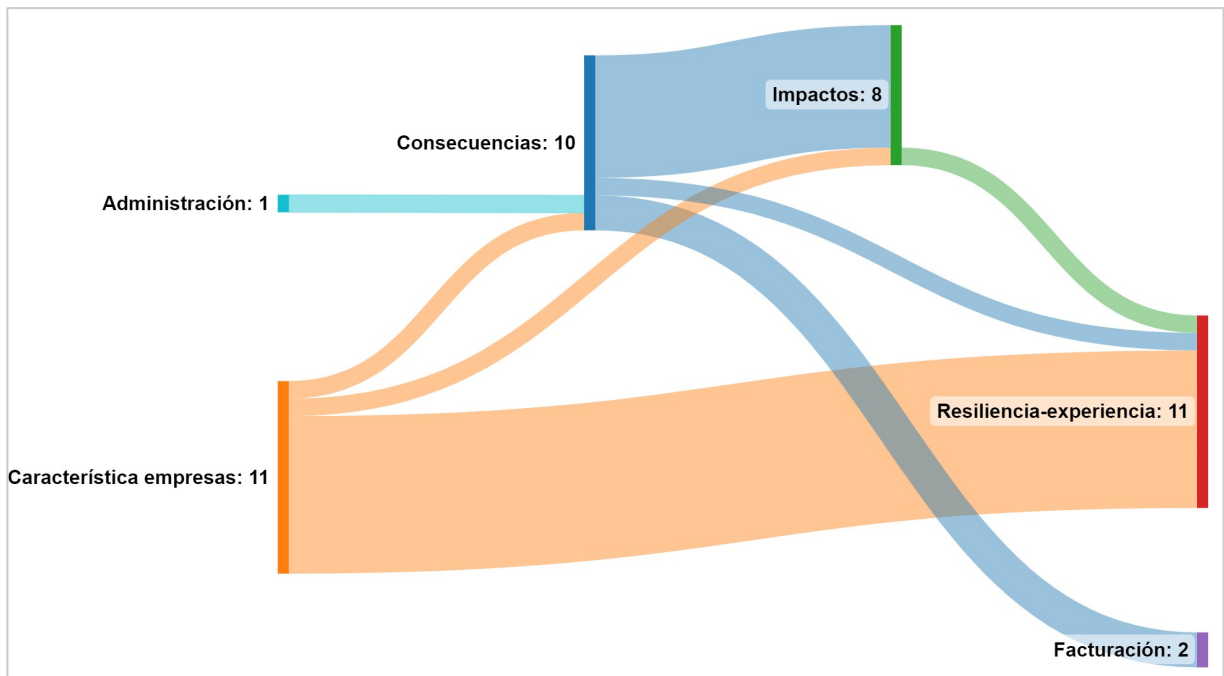 Impactos: 8
Consecuencias: 10
Administración: 1
Resiliencia-experiencia: 11
Característica empresas: 11
Facturación: 2